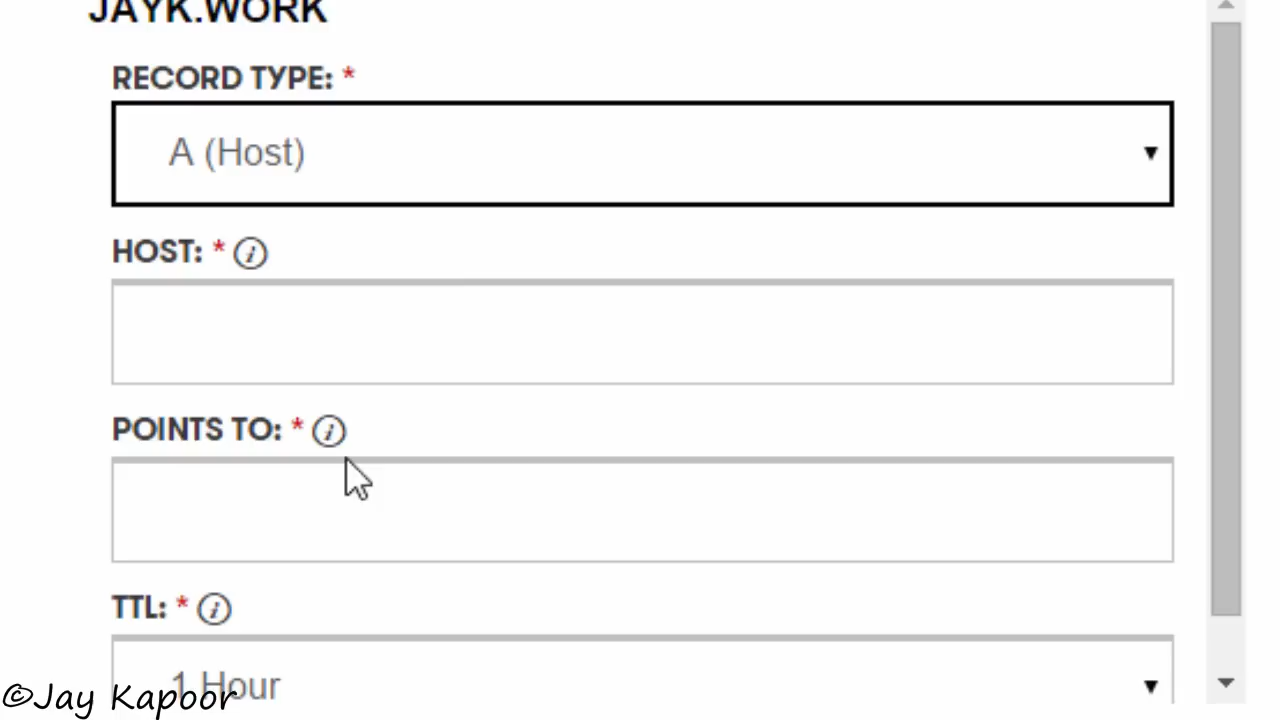 JAYK.WORK
RECORD TYPE: *
A (Host)
HOST: * i
POINTS TO: * i
TTL: * i
1 Hour
©Jay Kapoor